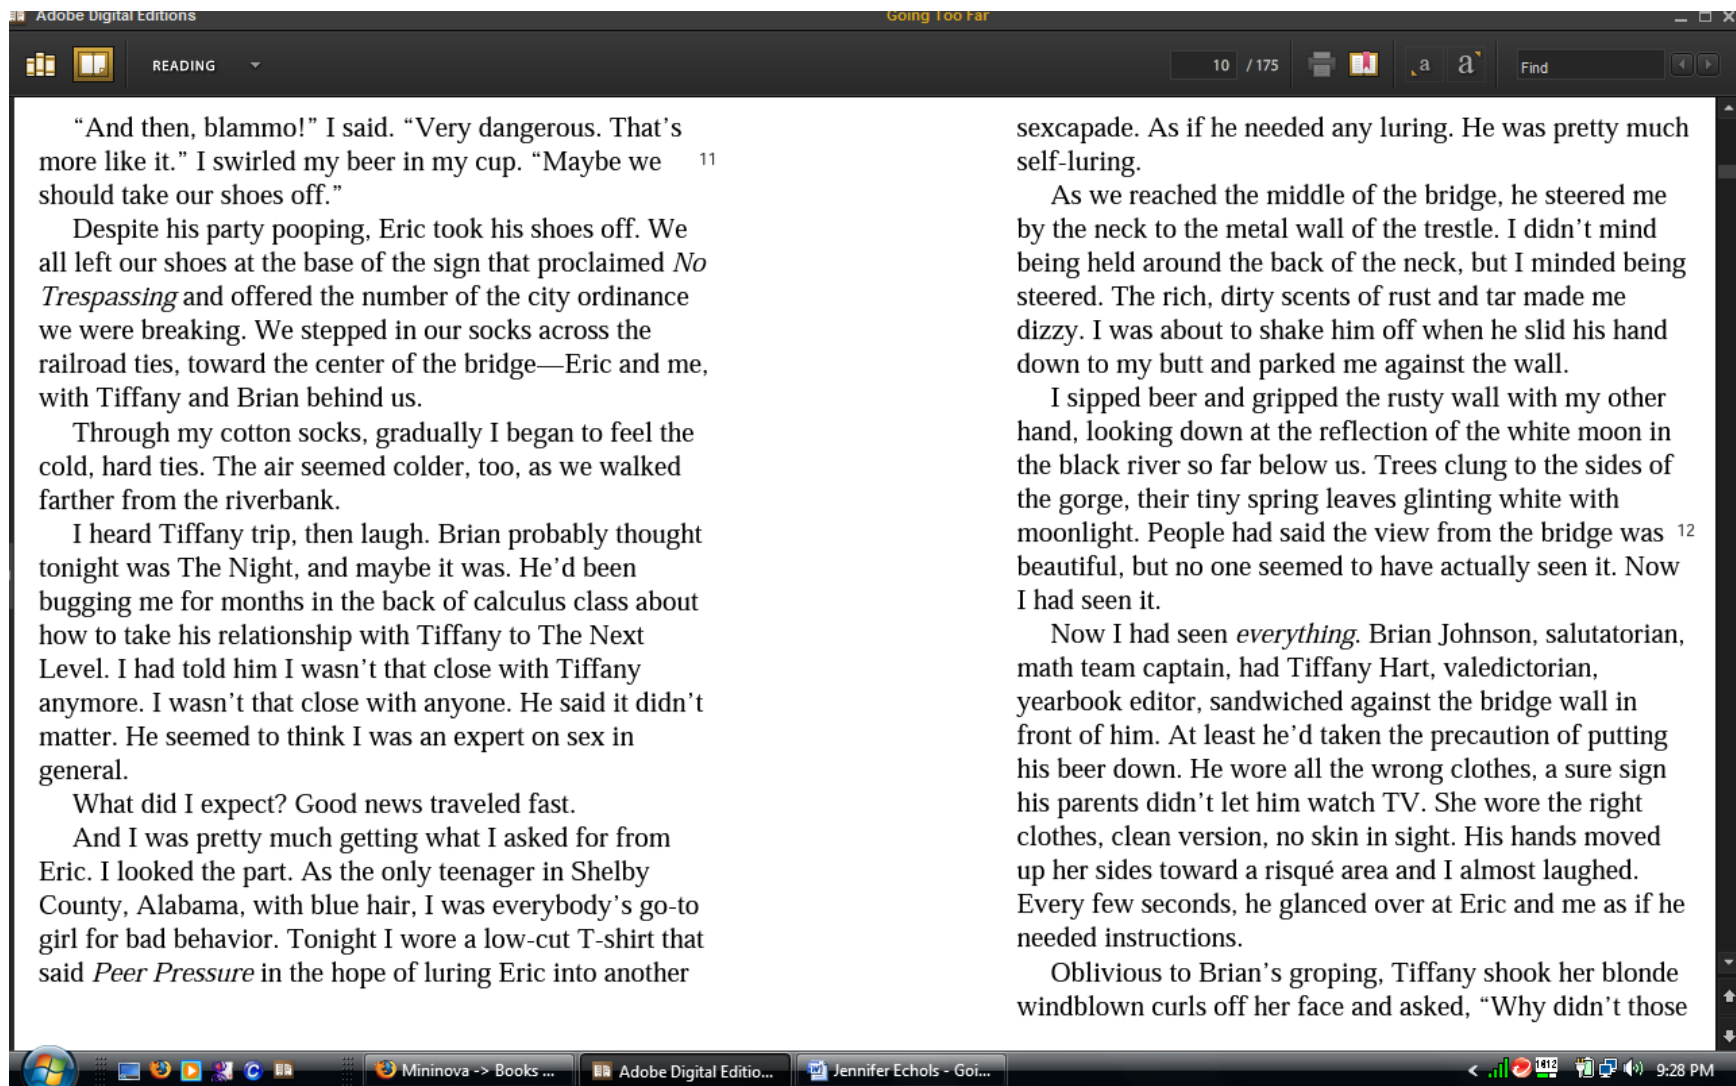 Adobe Digital Editions
Going Too Far
READING
10 / 175
a
a
Find
“And then, blammo!” I said. “Very dangerous. That’s
more like it.” I swirled my beer in my cup. “Maybe we 11
should take our shoes off.”
Despite his party pooping, Eric took his shoes off. We
all left our shoes at the base of the sign that proclaimed No
Trespassing and offered the number of the city ordinance
we were breaking. We stepped in our socks across the
railroad ties, toward the center of the bridge—Eric and me,
with Tiffany and Brian behind us.
Through my cotton socks, gradually I began to feel the
cold, hard ties. The air seemed colder, too, as we walked
farther from the riverbank.
I heard Tiffany trip, then laugh. Brian probably thought
tonight was The Night, and maybe it was. He’d been
bugging me for months in the back of calculus class about
how to take his relationship with Tiffany to The Next
Level. I had told him I wasn’t that close with Tiffany
anymore. I wasn’t that close with anyone. He said it didn’t
matter. He seemed to think I was an expert on sex in
general.
What did I expect? Good news traveled fast.
And I was pretty much getting what I asked for from
Eric. I looked the part. As the only teenager in Shelby
County, Alabama, with blue hair, I was everybody’s go-to
girl for bad behavior. Tonight I wore a low-cut T-shirt that
said Peer Pressure in the hope of luring Eric into another
sexcapade. As if he needed any luring. He was pretty much
self-luring.
As we reached the middle of the bridge, he steered me
by the neck to the metal wall of the trestle. I didn’t mind
being held around the back of the neck, but I minded being
steered. The rich, dirty scents of rust and tar made me
dizzy. I was about to shake him off when he slid his hand
down to my butt and parked me against the wall.
I sipped beer and gripped the rusty wall with my other
hand, looking down at the reflection of the white moon in
the black river so far below us. Trees clung to the sides of
the gorge, their tiny spring leaves glinting white with
moonlight. People had said the view from the bridge was 12
beautiful, but no one seemed to have actually seen it. Now
I had seen it.
Now I had seen everything. Brian Johnson, salutatorian,
math team captain, had Tiffany Hart, valedictorian,
yearbook editor, sandwiched against the bridge wall in
front of him. At least he’d taken the precaution of putting
his beer down. He wore all the wrong clothes, a sure sign
his parents didn’t let him watch TV. She wore the right
clothes, clean version, no skin in sight. His hands moved
up her sides toward a risqué area and I almost laughed.
Every few seconds, he glanced over at Eric and me as if he
needed instructions.
Oblivious to Brian’s groping, Tiffany shook her blonde
windblown curls off her face and asked, “Why didn’t those
Mininova -> Books ...
Adobe Digital Editio...
Jennifer Echols - Goi...
1612
9:28 PM